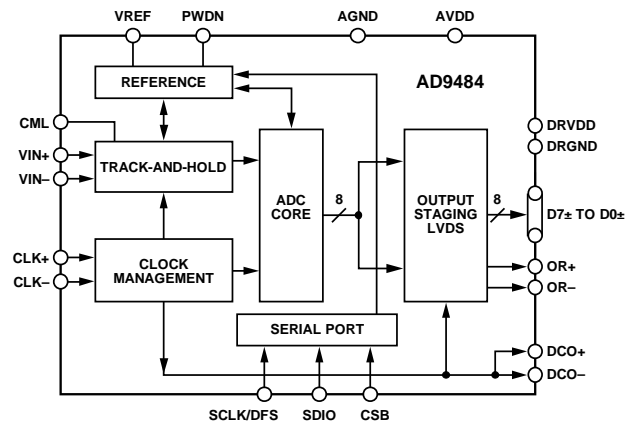 VREF
PWDN
AGND
AVDD
REFERENCE
AD9484
CML
VIN+
VIN–
TRACK-AND-HOLD
ADC
CORE
8
OUTPUT
STAGING
LVDS
8
DRVDD
DRGND
D7± TO D0±
CLK+
CLK–
CLOCK
MANAGEMENT
OR+
OR–
SERIAL PORT
DCO+
DCO–
SCLK/DFS
SDIO
CSB